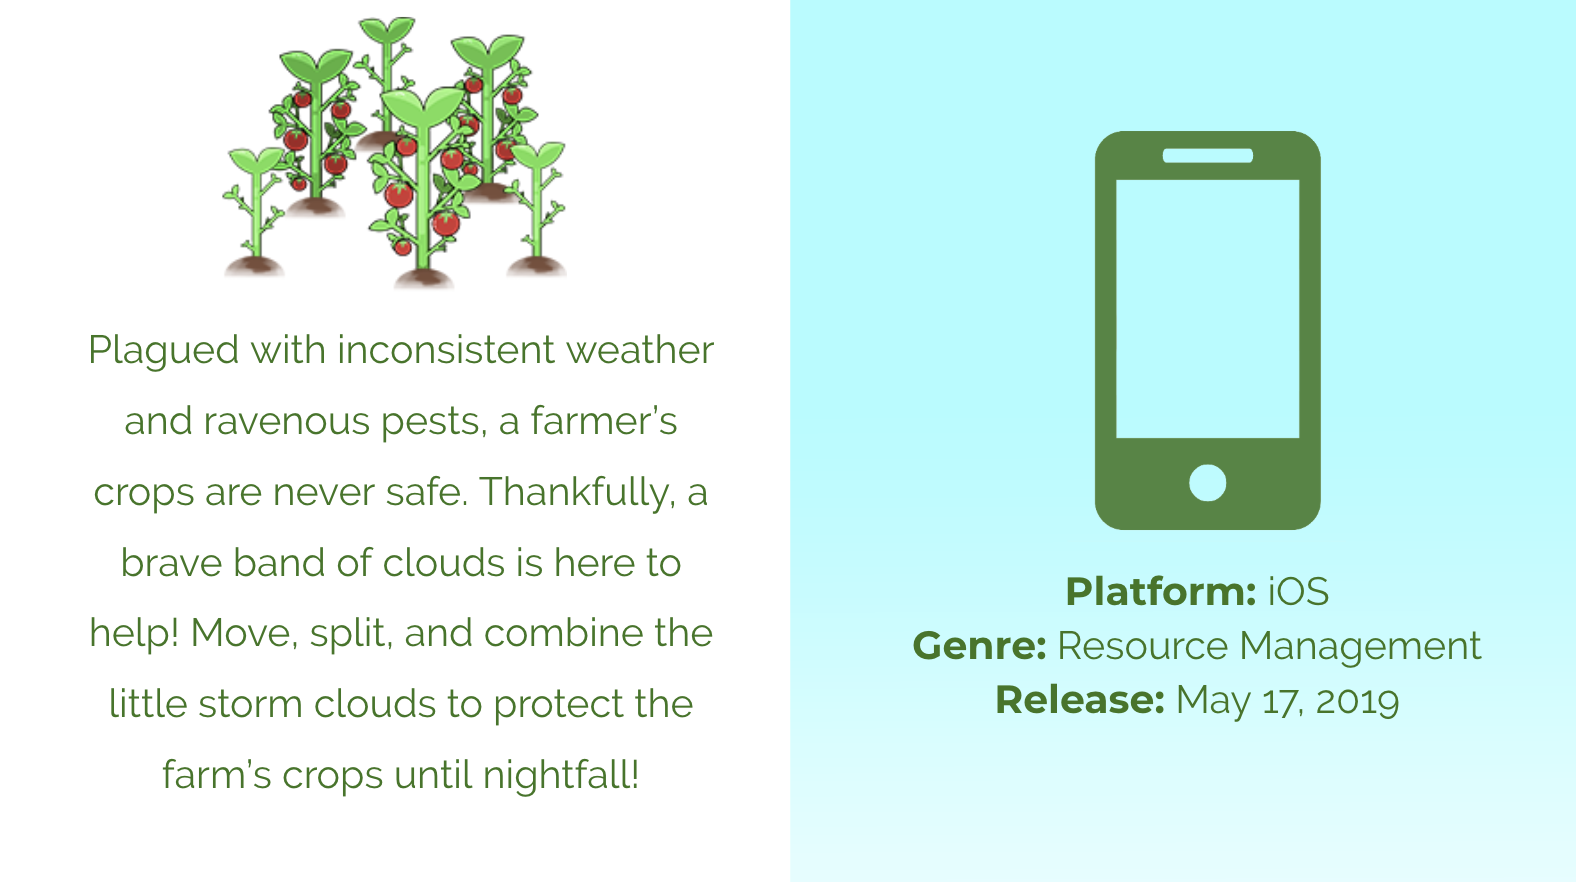 Plagued with inconsistent weather
and ravenous pests, a farmer’s
crops are never safe. Thankfully, a
brave band of clouds is here to
help! Move, split, and combine the
little storm clouds to protect the
farm’s crops until nightfall!
Platform: iOS
Genre: Resource Management
Release: May 17, 2019